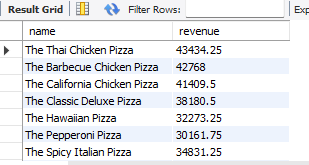 Result Grid Filter Rows: Exp
name revenue
The Thai Chicken Pizza 43434.25
The Barbecue Chicken Pizza 42768
The California Chicken Pizza 41409.5
The Classic Deluxe Pizza 38180.5
The Hawaiian Pizza 32273.25
The Pepperoni Pizza 30161.75
The Spicy Italian Pizza 34831.25